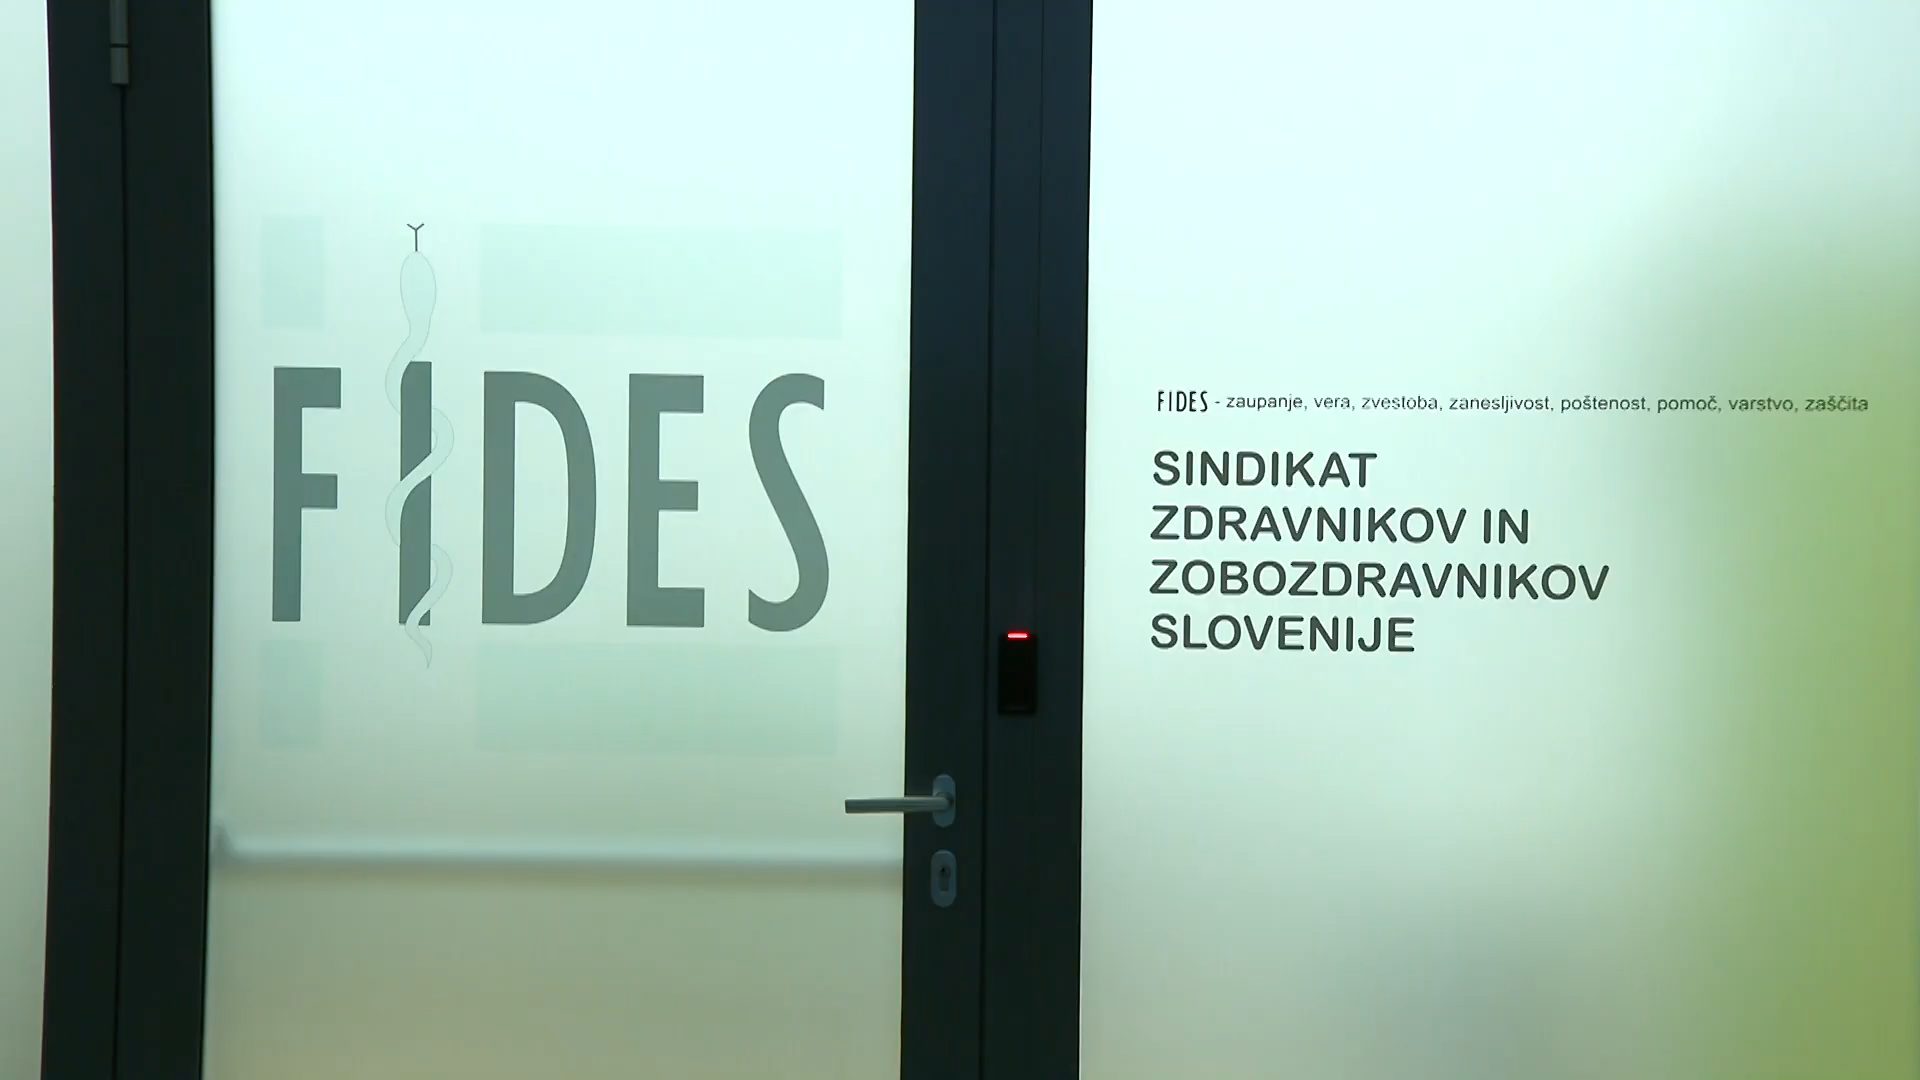 FIDES
FIDES - zaupanje, vera, zvestoba, zanesljivost, poštenost, pomoč, varstvo, zaščita
SINDIKAT
ZDRAVNIKOV IN
ZOBOZDRAVNIKOV
SLOVENIJE